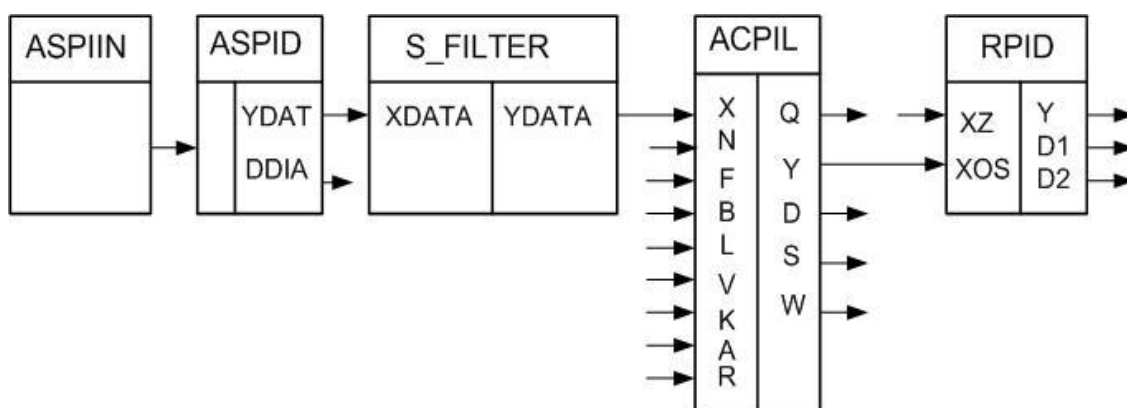 ASPIIN
ASPID
YDAT
DDIA
S_FILTER
XDATA
YDATA
ACPIL
X
N
F
B
L
V
K
A
R
Q
Y
D
S
W
RPID
XZ
XOS
Y
D1
D2